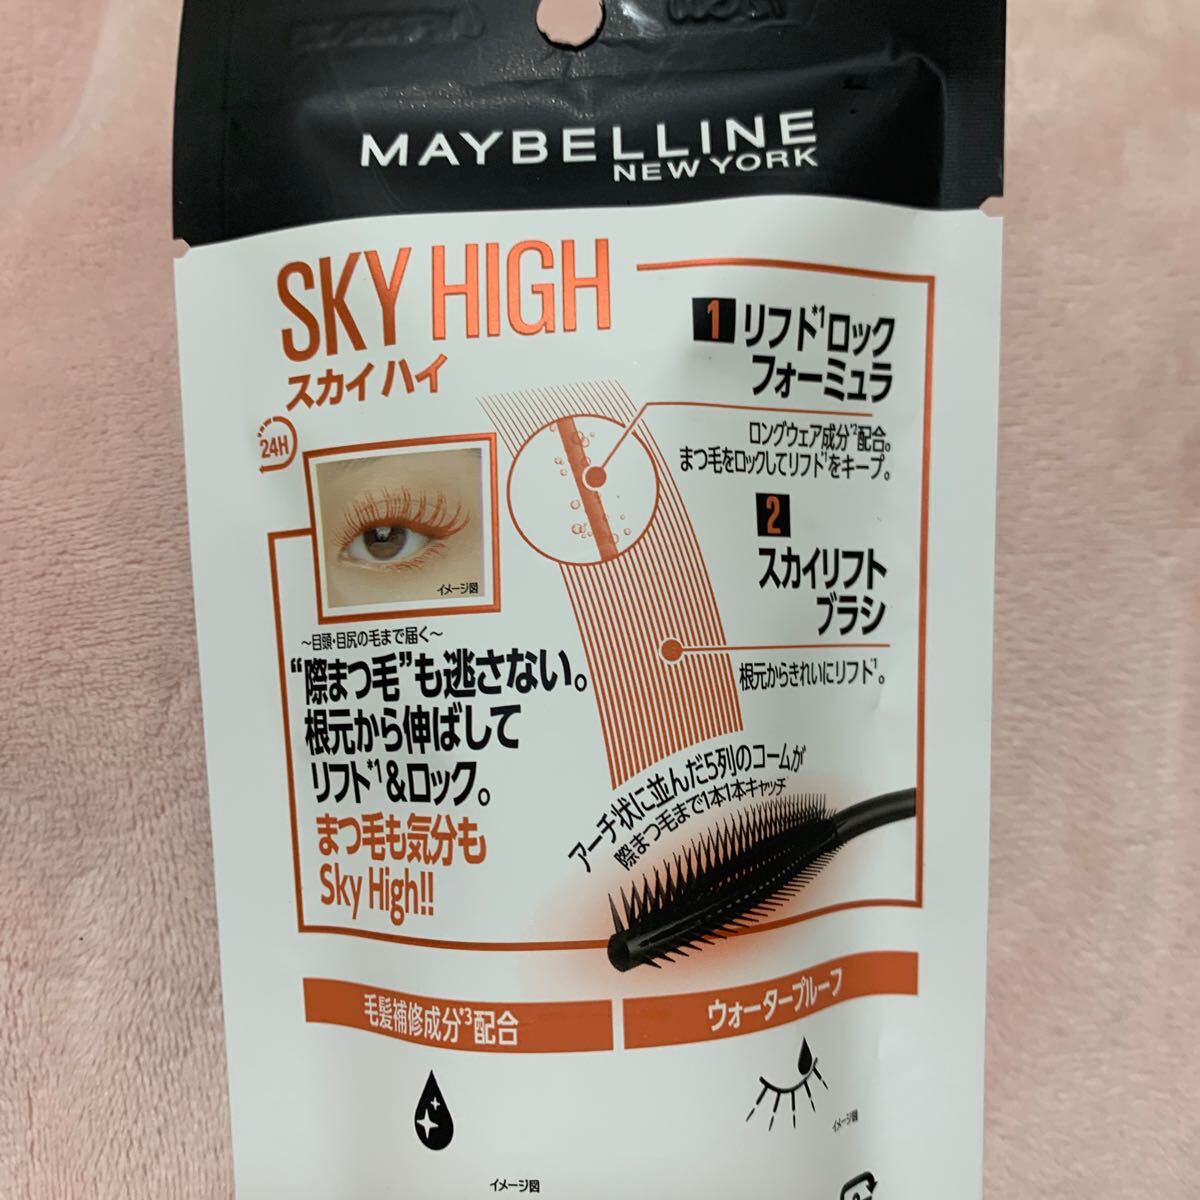 MAYBELLINE
NEW YORK
SKY HIGH
スカイハイ
24H
イメージ図
～目頭・目尻の毛まで届く～
“際まつ毛”も逃さない。
根元から伸ばして
リフト*1&ロック。
まつ毛も気分も
Sky High!!
1 リフト*1ロック
フォーミュラ
ロングウェア成分*2配合。
まつ毛をロックしてリフト*1をキープ。
2
スカイリフト
ブラシ
根元からきれいにリフト*1。
アーチ状に並んだ5列のコームが
際まつ毛まで1本1本キャッチ
毛髪補修成分*3配合
イメージ図
ウォータープルーフ
イメージ図